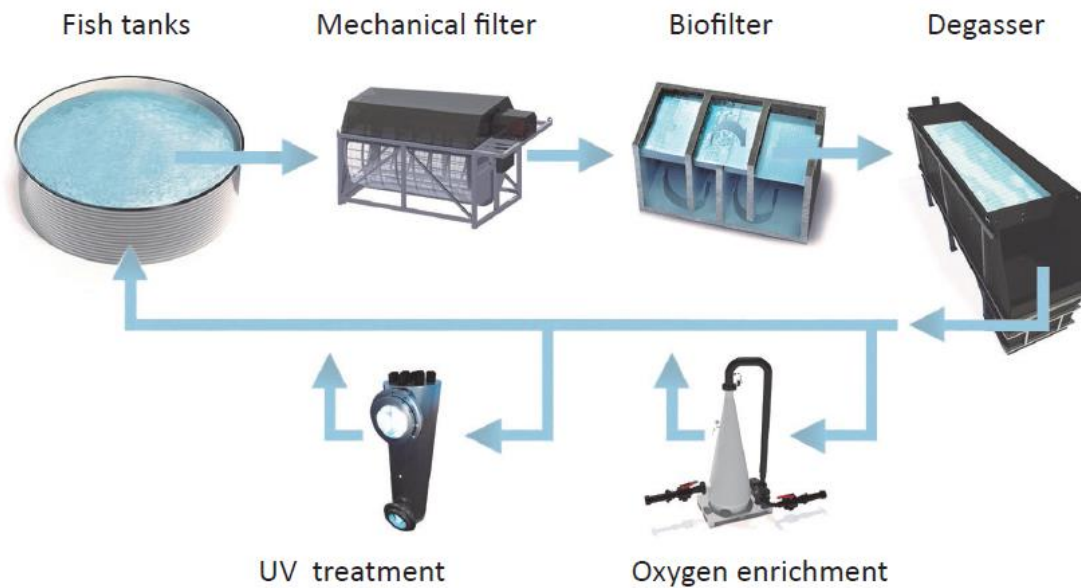 Fish tanks
Mechanical filter
Biofilter
Degasser
UV treatment
Oxygen enrichment